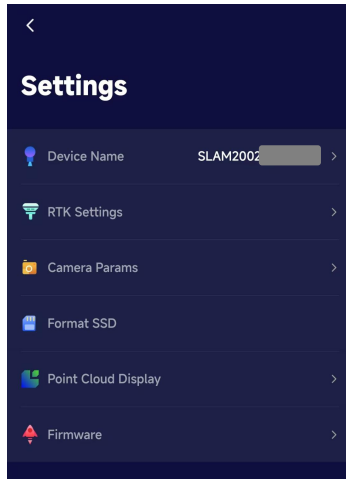 Settings
Device Name SLAM2002
RTK Settings
Camera Params
Format SSD
Point Cloud Display
Firmware